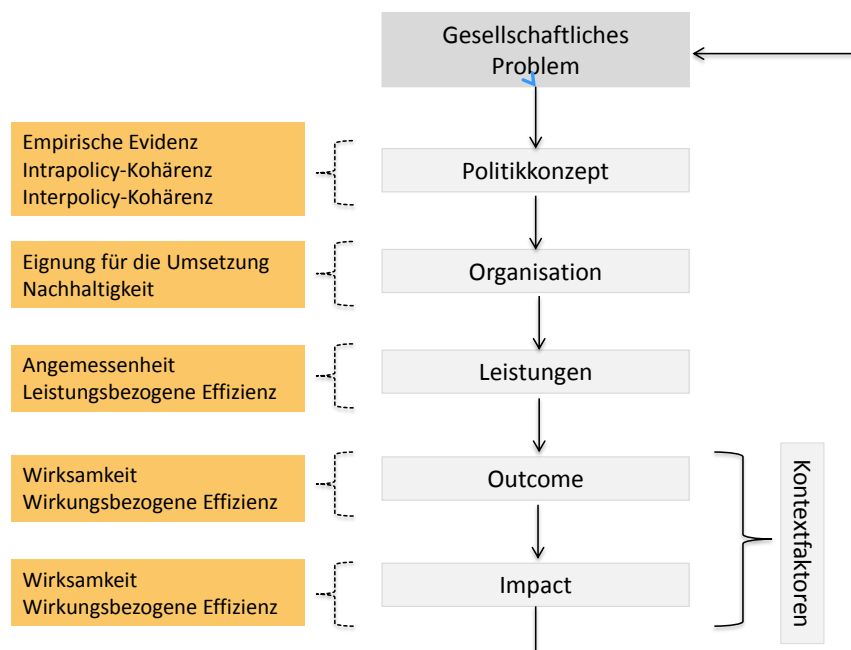 Gesellschaftliches
Problem
Empirische Evidenz
Intrapolicy-Kohärenz
Interpolicy-Kohärenz
Politikkonzept
Eignung für die Umsetzung
Nachhaltigkeit
Organisation
Angemessenheit
Leistungsbezogene Effizienz
Leistungen
Wirksamkeit
Wirkungsbezogene Effizienz
Outcome
Wirksamkeit
Wirkungsbezogene Effizienz
Impact
Kontextfaktoren